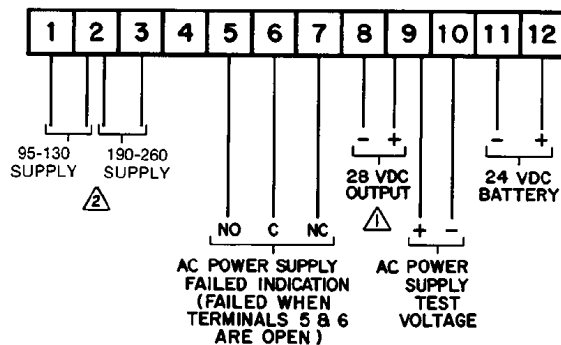 1 2 3 4 5 6 7 8 9 10 11 12
95-130
SUPPLY
2
190-260
SUPPLY
NO C NC
AC POWER SUPPLY
FAILED INDICATION
(FAILED WHEN
TERMINALS 5 & 6
ARE OPEN)
- +
28 VDC
OUTPUT
1
+ -
AC POWER
SUPPLY
TEST
VOLTAGE
- +
24 VDC
BATTERY